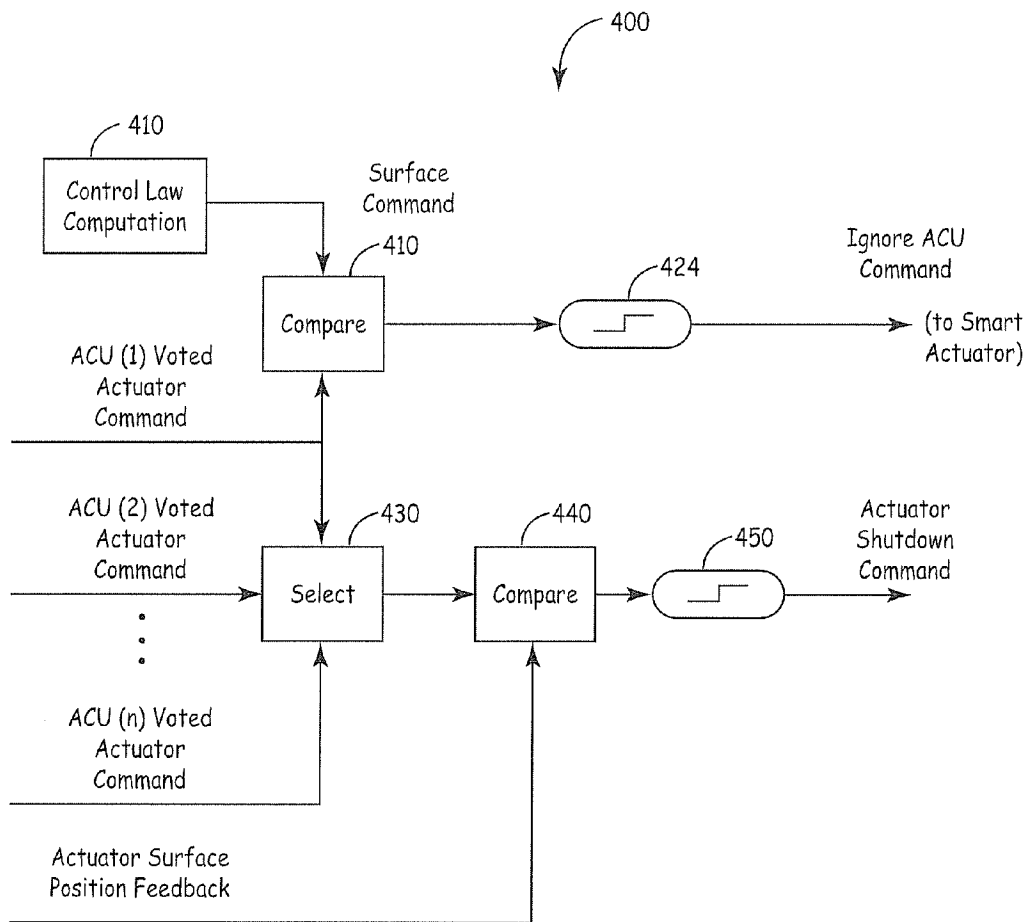 400
410
Control Law
Computation
Surface
Command
410
Compare
424
Ignore ACU
Command
(to Smart
Actuator)
ACU (1) Voted
Actuator
Command
ACU (2) Voted
Actuator
Command
430
Select
440
Compare
450
Actuator
Shutdown
Command
ACU (n) Voted
Actuator
Command
Actuator Surface
Position Feedback